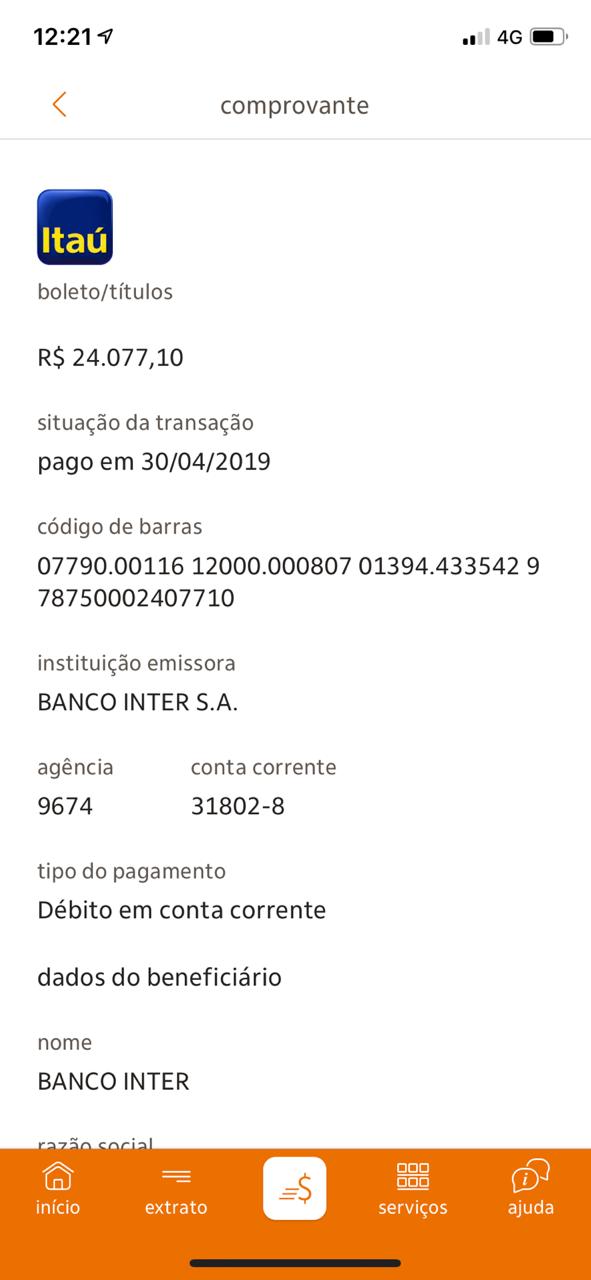 12:21
4G
comprovante
Itaú
boleto/títulos
R$ 24.077,10
situação da transação
pago em 30/04/2019
código de barras
07790.00116 12000.000807 01394.433542 9
78750002407710
instituição emissora
BANCO INTER S.A.
agência conta corrente
9674 31802-8
tipo do pagamento
Débito em conta corrente
dados do beneficiário
nome
BANCO INTER
razão social
início extrato serviços ajuda